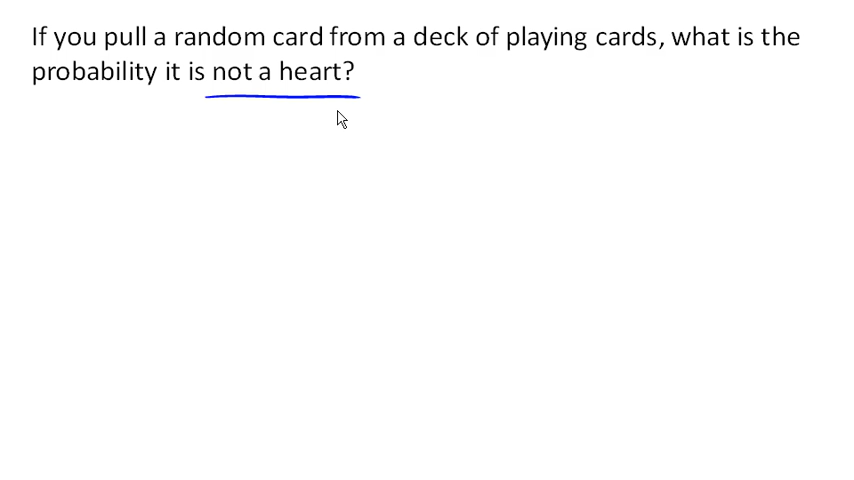 If you pull a random card from a deck of playing cards, what is the
probability it is not a heart?